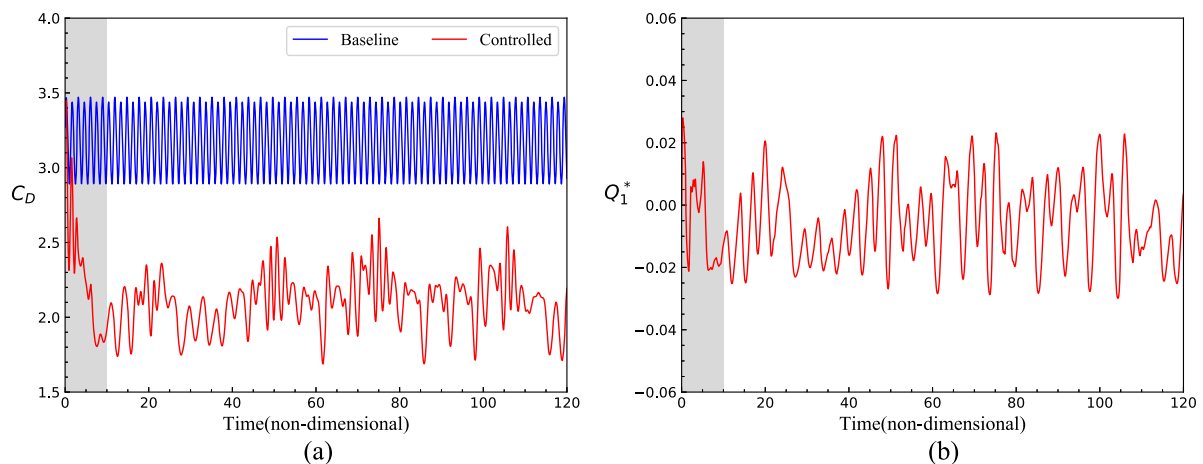 4.0
3.5
3.0
2.5
2.0
1.5
C_D
Baseline
Controlled
0 20 40 60 80 100 120
Time(non-dimensional)
(a)
0.06
0.04
0.02
0.00
−0.02
−0.04
−0.06
Q_1^*
0 20 40 60 80 100 120
Time(non-dimensional)
(b)